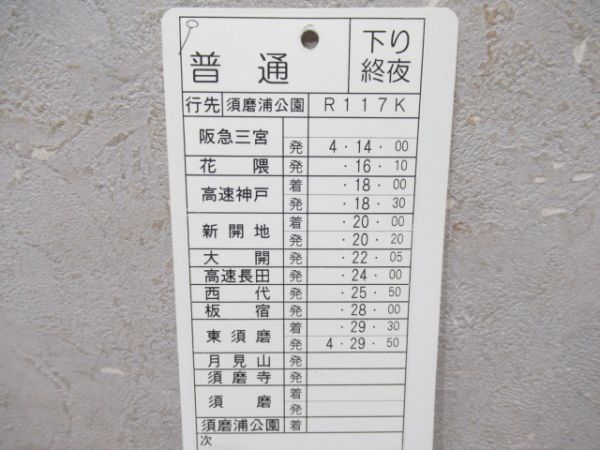 普通 下り
終夜
行先 須磨浦公園 R117K
阪急三宮
発 4・14・00
花隈 発 ・16・10
高速神戸 着 ・18・00
発 ・18・30
新開地 着 ・20・00
発 ・20・20
大開 発 ・22・05
高速長田 発 ・24・00
西代 発 ・25・50
板宿 発 ・28・00
東須磨 着 ・29・30
発 4・29・50
月見山 発
須磨寺 発
須磨 着
発
須磨浦公園 着
次